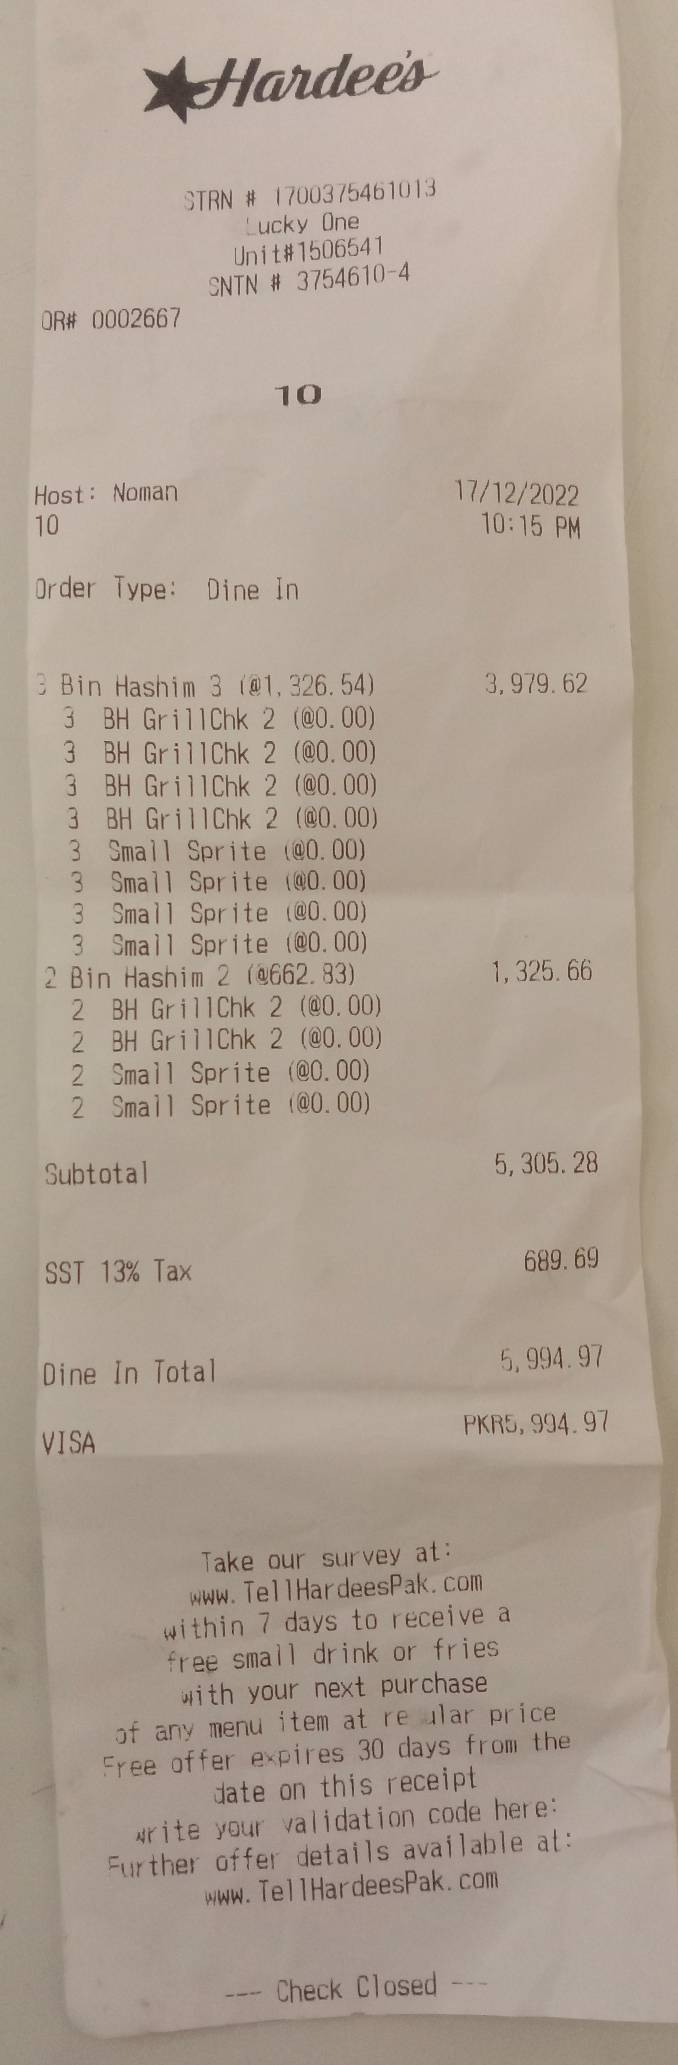 Hardee's
STRN # 1700375461013
Lucky One
Unit#1506541
SNTN # 3754610-4
OR# 0002667
10
Host: Noman 17/12/2022
10 10:15 PM
Order Type: Dine In
3 Bin Hashim 3 (@1,326.54) 3,979.62
3 BH GrillChk 2 (@0.00)
3 BH GrillChk 2 (@0.00)
3 BH GrillChk 2 (@0.00)
3 BH GrillChk 2 (@0.00)
3 Small Sprite (@0.00)
3 Small Sprite (@0.00)
3 Small Sprite (@0.00)
3 Small Sprite (@0.00)
2 Bin Hashim 2 (@662.83) 1,325.66
2 BH GrillChk 2 (@0.00)
2 BH GrillChk 2 (@0.00)
2 Small Sprite (@0.00)
2 Small Sprite (@0.00)
Subtotal 5,305.28
SST 13% Tax 689.69
Dine In Total 5,994.97
VISA PKR5,994.97
Take our survey at:
www.TellHardeesPak.com
within 7 days to receive a
free small drink or fries
with your next purchase
of any menu item at re ular price
Free offer expires 30 days from the
date on this receipt
write your validation code here:
Further offer details available at:
www.TellHardeesPak.com
--- Check Closed ---